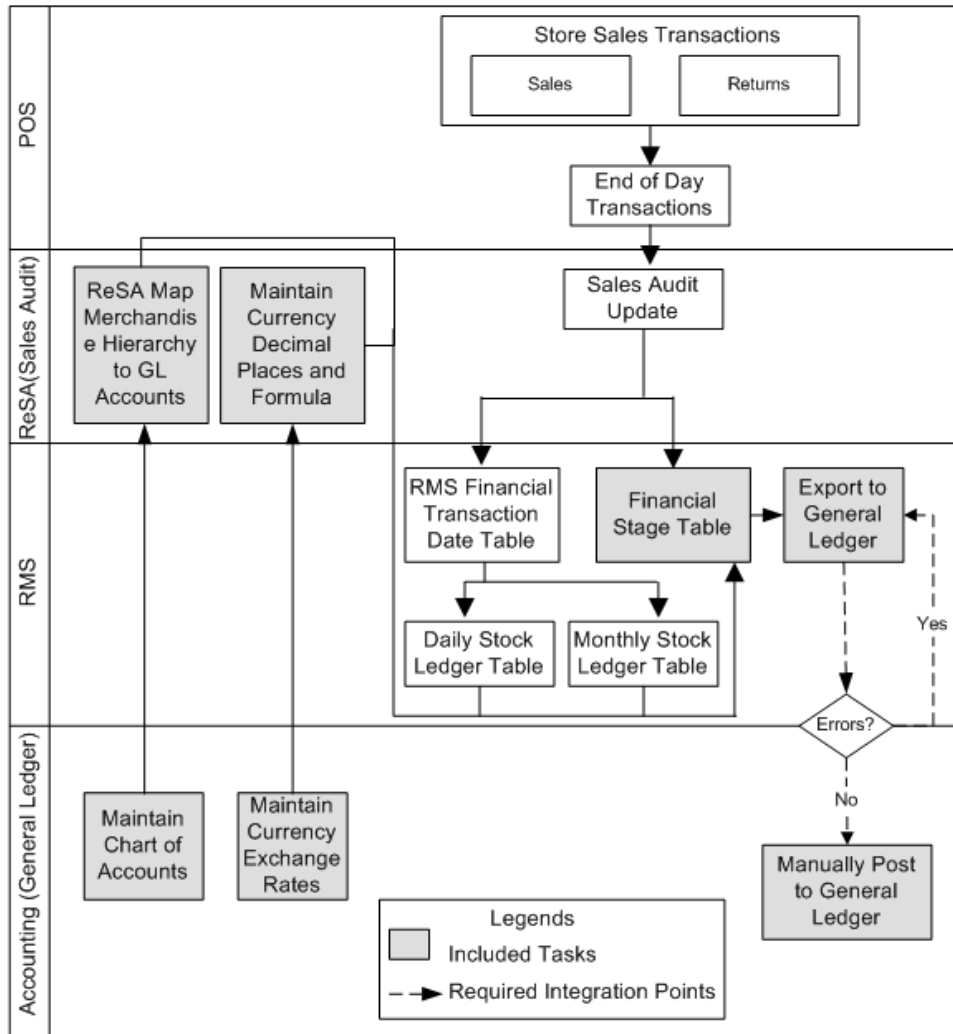 POS
Store Sales Transactions
Sales
Returns
End of Day
Transactions
ReSA(Sales Audit)
ReSA Map
Merchandis
e Hierarchy
to GL
Accounts
Maintain
Currency
Decimal
Places and
Formula
Sales Audit
Update
RMS
RMS Financial
Transaction
Date Table
Financial
Stage Table
Export to
General
Ledger
Daily Stock
Ledger Table
Monthly Stock
Ledger Table
Yes
Errors?
Accounting (General Ledger)
Maintain
Chart of
Accounts
Maintain
Currency
Exchange
Rates
No
Manually Post
to General
Ledger
Legends
Included Tasks
Required Integration Points